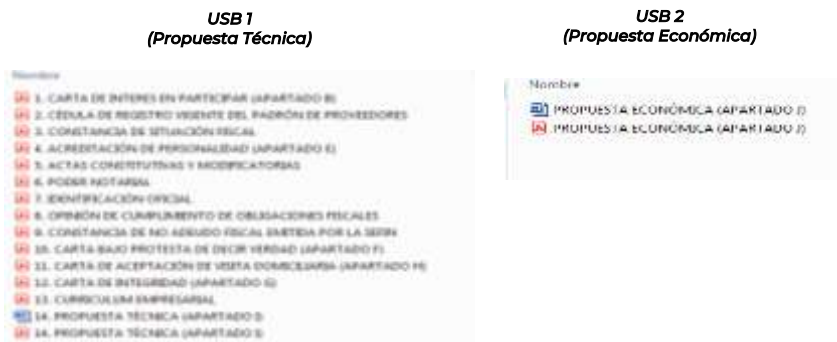 USB 1
(Propuesta Técnica)
Nombre
1. CARTA DE INTERES EN PARTICIPAR (APARTADO B)
2. CÉDULA DE REGISTRO VIGENTE DEL PADRÓN DE PROVEEDORES
3. CONSTANCIA DE SITUACIÓN FISCAL
4. ACREDITACIÓN DE PERSONALIDAD (APARTADO E)
5. ACTAS CONSTITUTIVAS Y MODIFICATORIAS
6. PODER NOTARIAL
7. IDENTIFICACIÓN OFICIAL
8. OPINIÓN DE CUMPLIMIENTO DE OBLIGACIONES FISCALES
9. CONSTANCIA DE NO ADEUDO FISCAL EMITIDA POR LA SEFIN
10. CARTA BAJO PROTESTA DE DECIR VERDAD (APARTADO F)
11. CARTA DE ACEPTACIÓN DE VISITA DOMICILIARIA (APARTADO H)
12. CARTA DE INTEGRIDAD (APARTADO G)
13. CURRICULUM EMPRESARIAL
14. PROPUESTA TÉCNICA (APARTADO I)
14. PROPUESTA TÉCNICA (APARTADO I)
USB 2
(Propuesta Económica)
Nombre
PROPUESTA ECONÓMICA (APARTADO J)
PROPUESTA ECONÓMICA (APARTADO J)